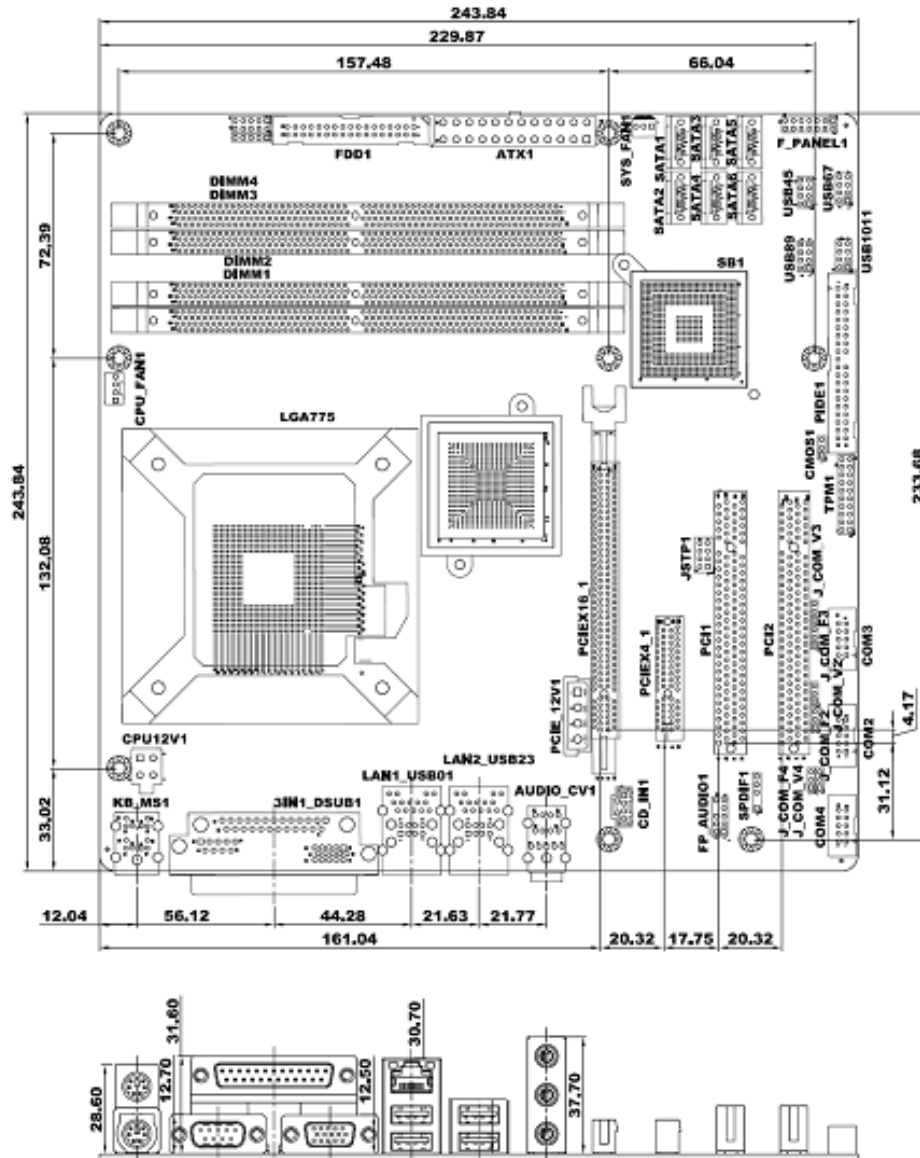 243.84
229.87
157.48
66.04
FDD1
ATX1
SYS_FAN1
SATA1
SATA3
SATA5
F_PANEL1
SATA2
SATA4
SATA6
USB45
USB67
DIMM4
DIMM3
72.39
DIMM2
DIMM1
SB1
USB89
USB1011
CPU_FAN1
PIDE1
LGA775
CMOS1
TPM1
243.84
233.68
132.08
JSTP1
J_COM_V3
PCIEX16_1
PCIEX4_1
PCI1
PCI2
J_COM_F3
COM3
J_COM_V2
J_COM_F2
COM2
4.17
PCIE_12V1
CPU12V1
LAN2_USB23
LAN1_USB01
31.12
33.02
KB_MS1
3IN1_DSUB1
AUDIO_CV1
CD_IN1
FP_AUDIO1
SPDIF1
J_COM_F4
J_COM_V4
COM4
12.04
56.12
44.28
21.63
21.77
161.04
20.32
17.75
20.32
28.60
12.70
31.60
12.50
30.70
37.70